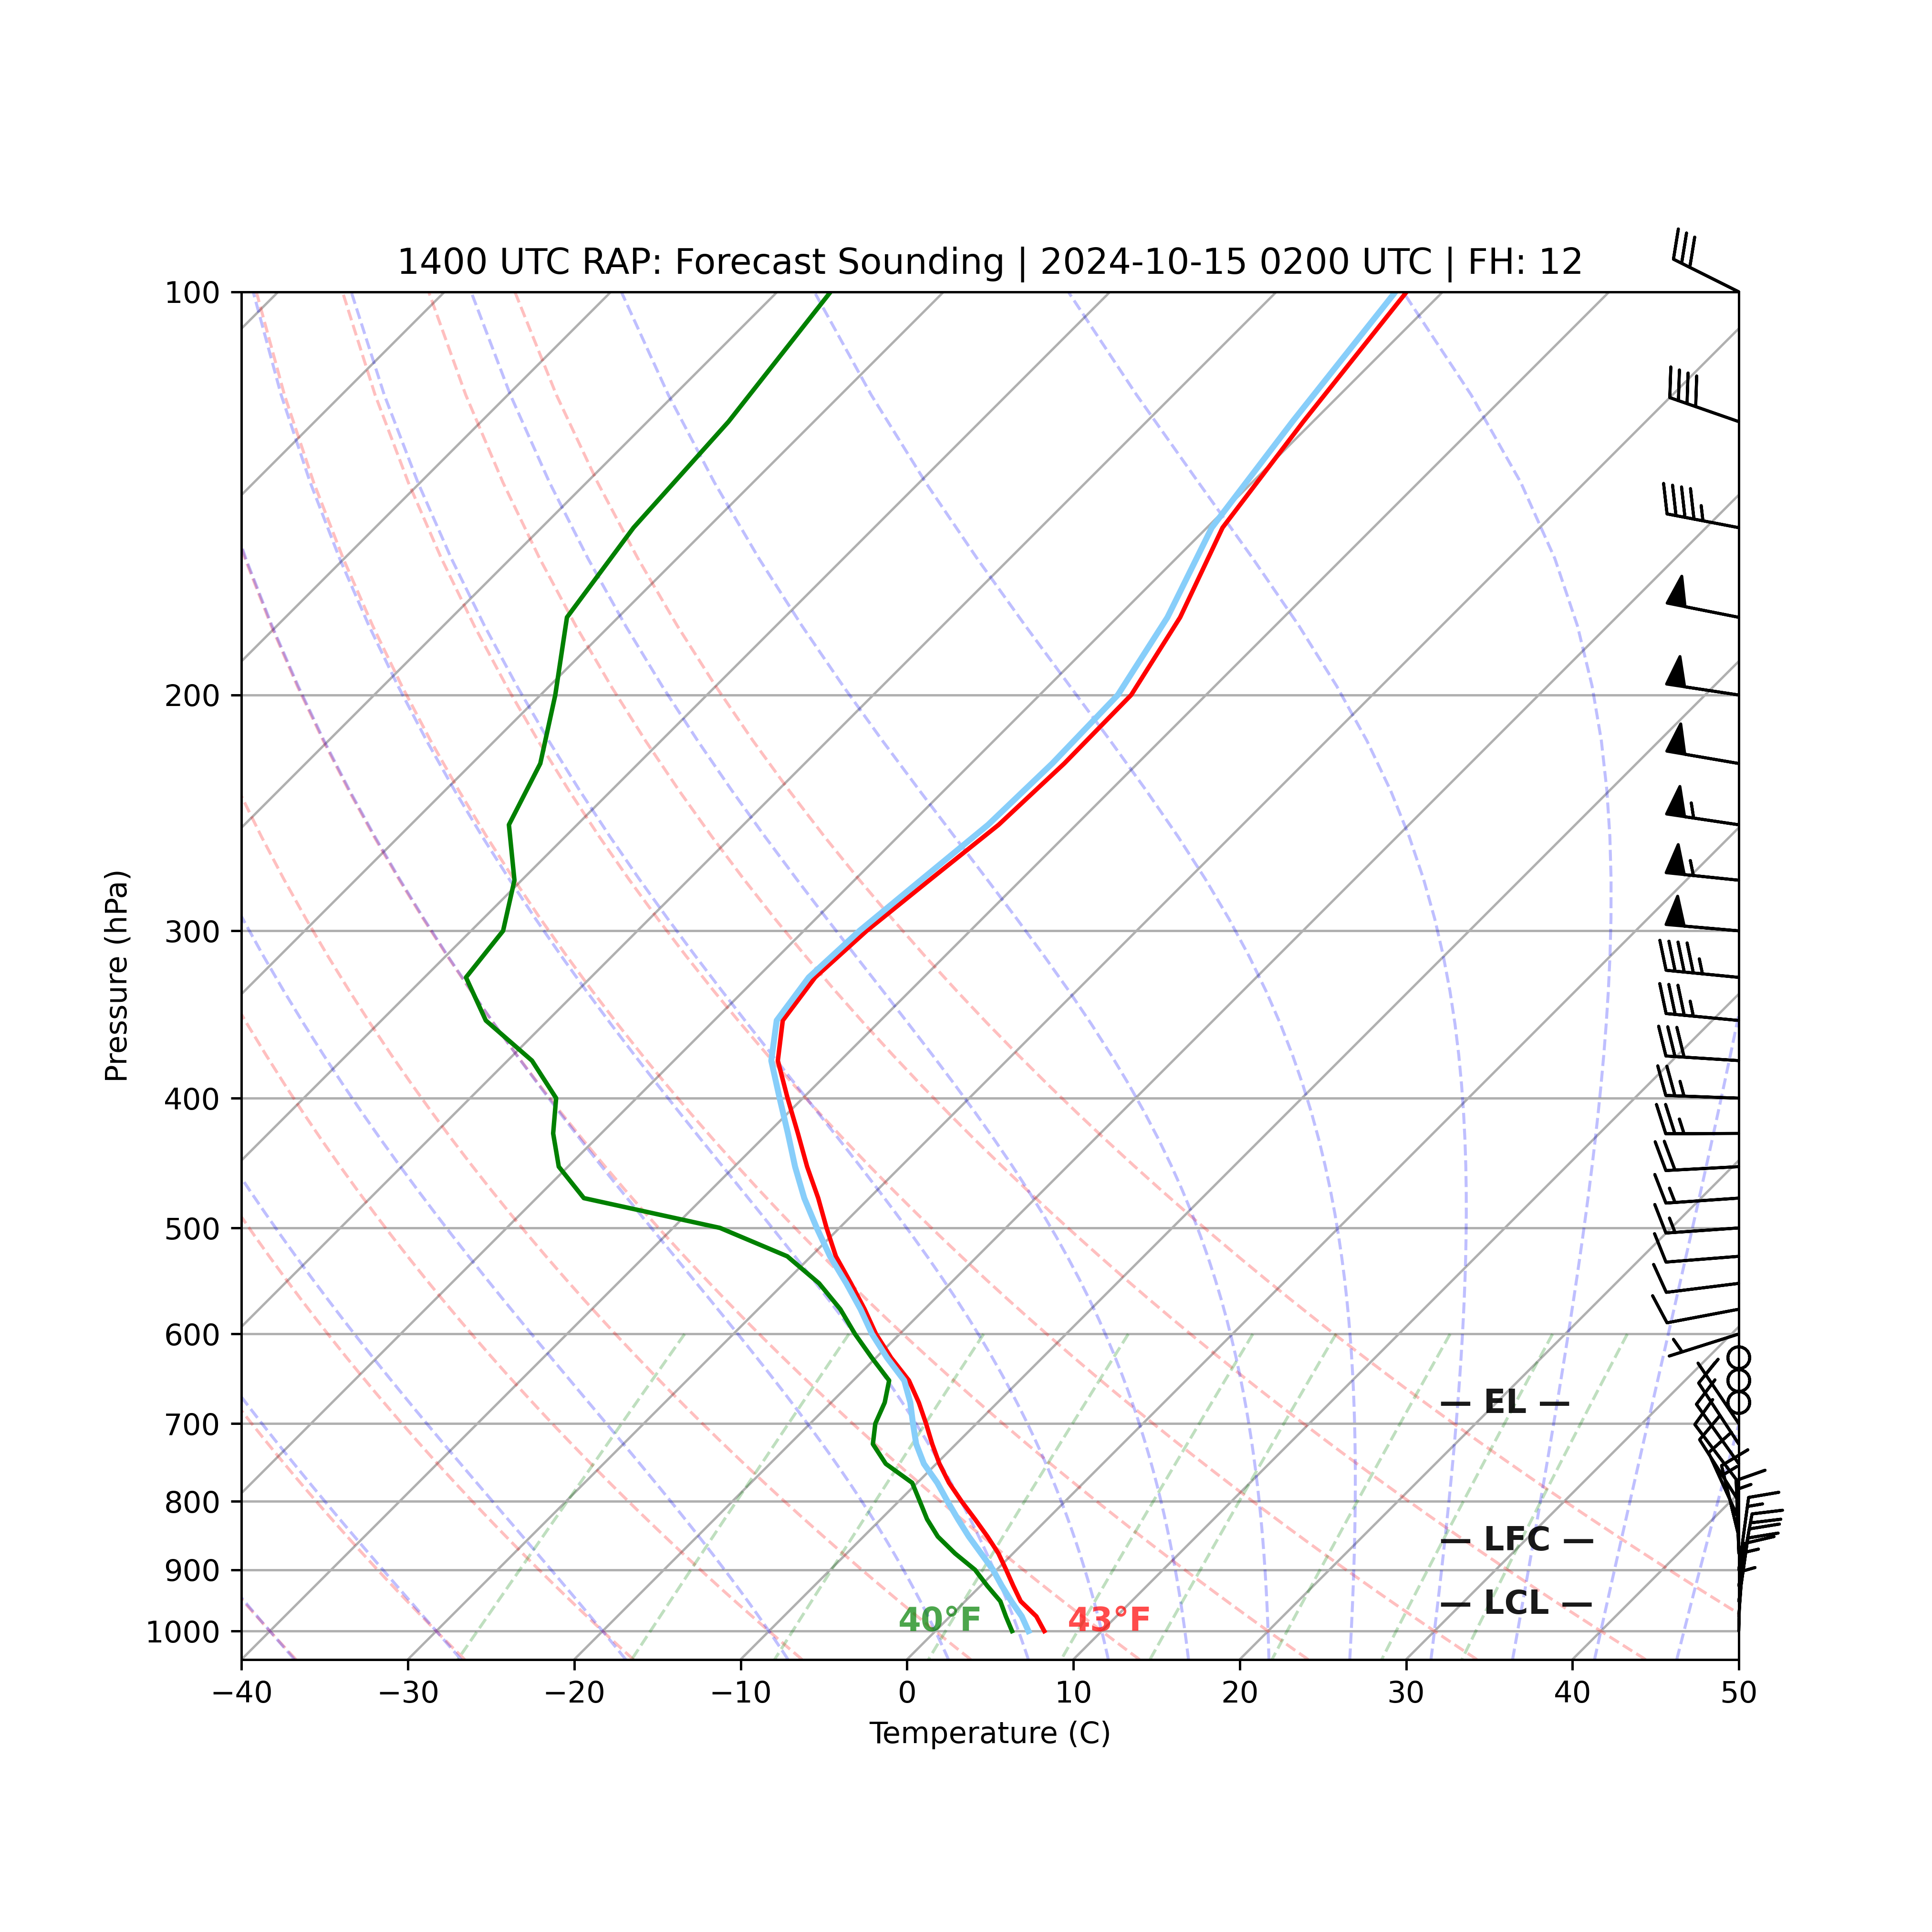 1400 UTC RAP: Forecast Sounding | 2024-10-15 0200 UTC | FH: 12
100
200
300
400
500
600
700
800
900
1000
Pressure (hPa)
— EL —
— LFC —
— LCL —
40°F 43°F
−40 −30 −20 −10 0 10 20 30 40 50
Temperature (C)